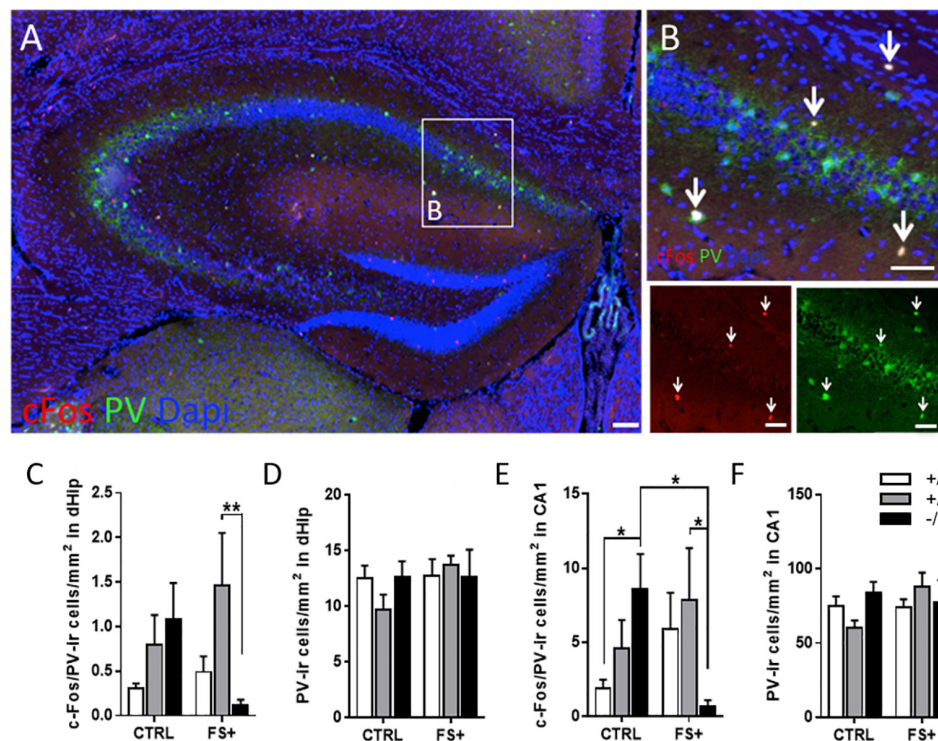 A
B
B
cFos PV Dapi
cFos PV Dapi
C
c-Fos/PV-Ir cells/mm² in dHip
2.5
2.0
1.5
1.0
0.5
0.0
**
CTRL
FS+
D
PV-Ir cells/mm² in dHip
20
15
10
5
0
CTRL
FS+
E
c-Fos/PV-Ir cells/mm² in CA1
15
10
5
0
*
*
*
CTRL
FS+
F
PV-Ir cells/mm² in CA1
150
100
75
50
0
CTRL
FS+
+/
+/
-/